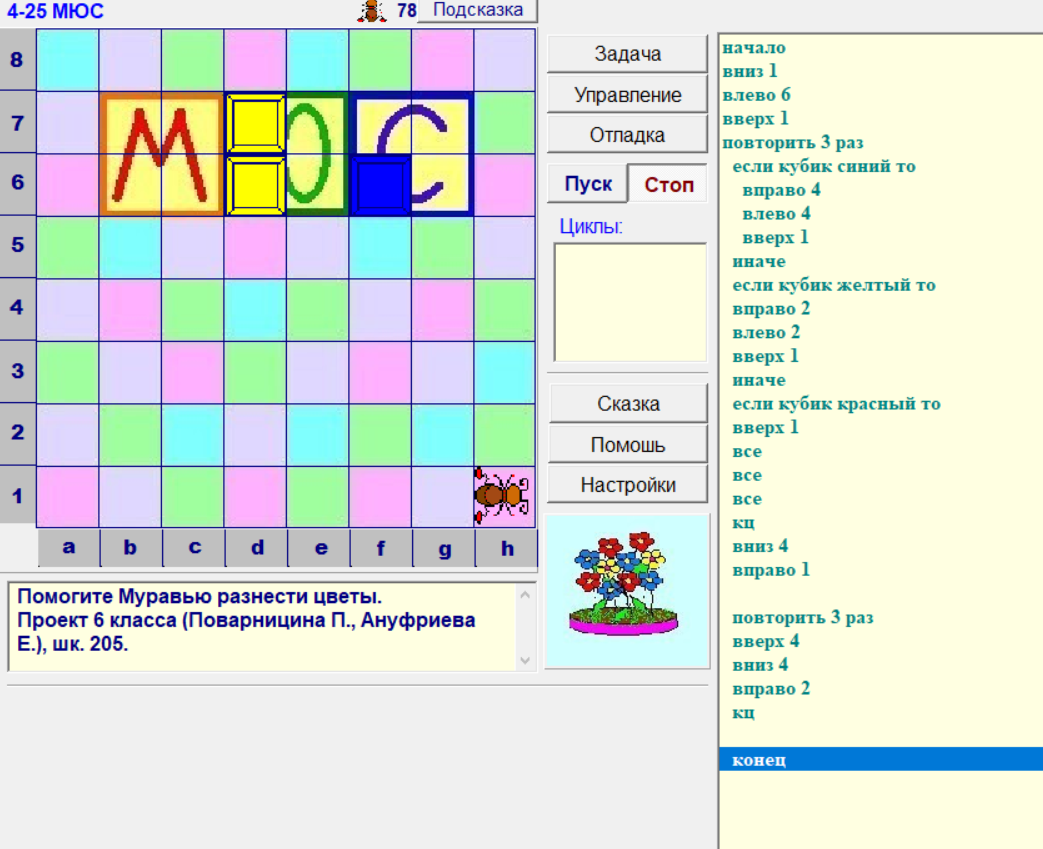 4-25 МЮС
78
Подсказка
8
7
6
5
4
3
2
1
a
b
c
d
e
f
g
h
М
О
С
Помогите Муравью разнести цветы.
Проект 6 класса (Поварницина П., Ануфриева
Е.), шк. 205.
Задача
Управление
Отладка
Пуск
Стоп
Циклы:
Сказка
Помошь
Настройки
начало
вниз 1
влево 6
вверх 1
повторить 3 раз
если кубик синий то
вправо 4
влево 4
вверх 1
иначе
если кубик желтый то
вправо 2
влево 2
вверх 1
иначе
если кубик красный то
вверх 1
все
все
все
кц
вниз 4
вправо 1
повторить 3 раз
вверх 4
вниз 4
вправо 2
кц
конец